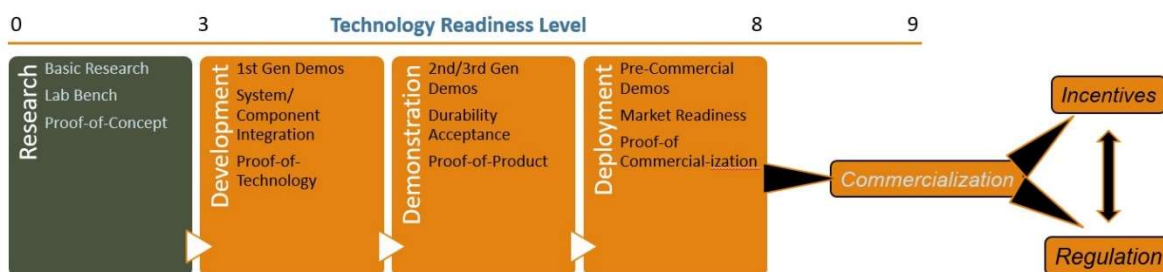 0 3 Technology Readiness Level 8 9
Research
Basic Research
Lab Bench
Proof-of-Concept
Development
1st Gen Demos
System/
Component
Integration
Proof-of-
Technology
Demonstration
2nd/3rd Gen
Demos
Durability
Acceptance
Proof-of-Product
Deployment
Pre-Commercial
Demos
Market Readiness
Proof-of
Commercial-ization
Commercialization
Incentives
Regulation